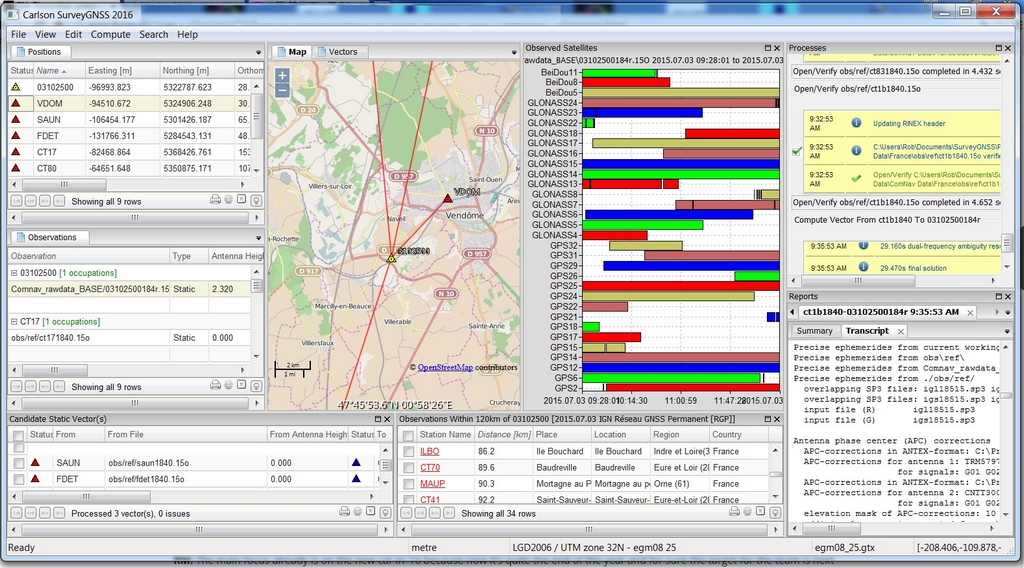 Carlson SurveyGNSS 2016
File View Edit Compute Search Help
Positions
Status Name Easting [m] Northing [m] Orthom
03102500 -96993.823 5322787.623 28.
VDOM -94510.672 5324906.248 30.
SAUN -106454.177 5301426.187 65.
FDET -131766.311 5284543.131 48.
CT17 -82468.864 5368426.761 153
CT80 -64651.648 5350875.171 107
Showing all 9 rows
Observations
Observation Type Antenna Heigl
03102500 [1 occupations]
Comnav_rawdata_BASE/03102500184r.15 Static 2.320
CT17 [1 occupations]
obs/ref/ct171840.15o Static 0.000
Showing all 9 rows
Map Vectors
D 24
N 10
D 957
Saint-Ouen
Villiers-sur-Loir
VDOM
Vendôme
Areines
Naveil
a-Rochette
D 917
D 957
N 10
Marcilly-en-Beauce
Villerable
Sainte-Anne
Villersfaux
Crucheray
2 km
1 mi
© OpenStreetMap contributors
47°45'53.6"N 00°58'26"E
Observed Satellites
awdata_BASE/03102500184r.15O 2015.07.03 09:28:01 to 2015.07.03
BeiDou11
BeiDou8
BeiDou5
GLONASS24
GLONASS23
GLONASS22
GLONASS18
GLONASS17
GLONASS16
GLONASS15
GLONASS14
GLONASS13
GLONASS8
GLONASS7
GLONASS6
GLONASS5
GLONASS4
GPS32
GPS31
GPS29
GPS26
GPS25
GPS24
GPS22
GPS21
GPS18
GPS17
GPS15
GPS14
GPS12
GPS6
GPS2
2015.07.03 09:28:01 10:14:30 11:00:59 11:47:28 2015.07.03
Processes
Open/Verify obs/ref/ct831840.15o completed in 4.432 s
Open/Verify obs/ref/ct1b1840.15o
9:32:53 AM Updating RINEX header
9:32:53 AM C:\Users\Rob\Documents\SurveyGNSS\F Data\France\obs\ref\ct1b1840.15o verifie
9:32:53 AM Open/Verify C:\Users\Rob\Documents\S Data\ComNav Data\France\obs\ref\ct1b1
Open/Verify obs/ref/ct1b1840.15o completed in 4.652 s
Compute Vector From ct1b1840 To 03102500184r
9:35:53 AM 29.160s dual-frequency ambiguity res
9:35:53 AM 29.470s final solution
Reports
ct1b1840-03102500184r 9:35:53 AM
Summary Transcript
Precise ephemerides from current working
Precise ephemerides from obs\ref\
Precise ephemerides from Comnav_rawdata_
Precise ephemerides from ./obs/ref/
overlapping SP3 files: igl18515.sp3 ig
overlapping SP3 files: igs18515.sp3 ig
input file (R) igl18515.sp3
input file (G) igs18515.sp3
Antenna phase center (APC) corrections
APC-corrections in ANTEX-format: C:\Pr
APC-corrections for antenna 1: TRM5797
for signals: G01 G02
APC-corrections in ANTEX-format: C:\Pr
APC-corrections for antenna 2: CNTT300
for signals: G01 G02
elevation mask of APC-corrections: 10
Candidate Static Vector(s)
Status From From File From Antenna Height Status To
SAUN obs/ref/saun1840.15o 0.000
FDET obs/ref/fdet1840.15o 0.000
Processed 3 vector(s), 0 issues
Observations Within 120km of 03102500 [2015.07.03 IGN Réseau GNSS Permanent [RGP]]
Station Name Distance [km] Place Location Region Country
ILBO 86.2 Ile Bouchard Ile Bouchard Indre et Loire(3 France
CT70 89.6 Baudreville Baudreville Eure et Loir (28 France
MAUP 90.3 Mortagne au P Mortagne au P Orne (61) France
CT41 92.2 Saint-Sauveur- Saint-Sauveur- Eure-et-Loir (2 France
Showing all 34 rows
Ready metre LGD2006 / UTM zone 32N - egm08 25 egm08_25.gtx [-208.406,-109.878,-